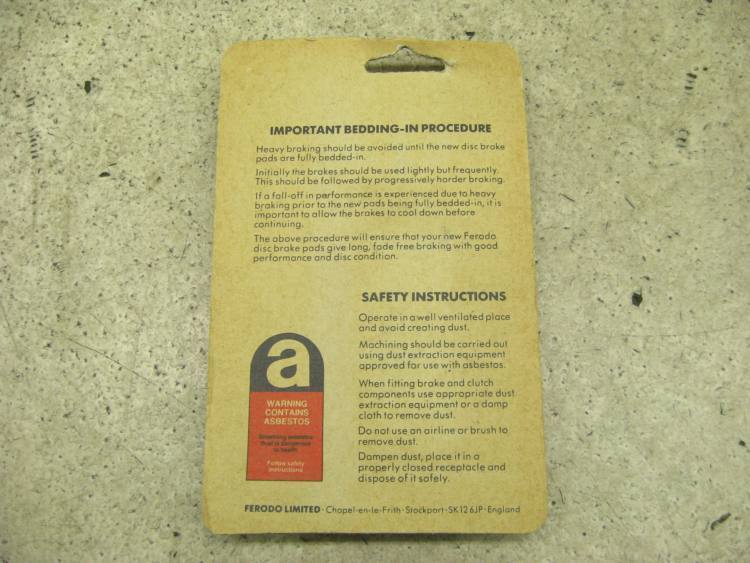 IMPORTANT BEDDING-IN PROCEDURE
Heavy braking should be avoided until the new disc brake
pads are fully bedded-in.
Initially the brakes should be used lightly but frequently.
This should be followed by progressively harder braking.
If a fall-off in performance is experienced due to heavy
braking prior to the new pads being fully bedded-in, it is
important to allow the brakes to cool down before
continuing.
The above procedure will ensure that your new Ferodo
disc brake pads give long, fade free braking with good
performance and disc condition.
SAFETY INSTRUCTIONS
Operate in a well ventilated place
and avoid creating dust.
Machining should be carried out
using dust extraction equipment
approved for use with asbestos.
When fitting brake and clutch
components use appropriate dust
extraction equipment or a damp
cloth to remove dust.
Do not use an airline or brush to
remove dust.
Dampen dust, place it in a
properly closed receptacle and
dispose of it safely.
a
WARNING
CONTAINS
ASBESTOS
Breathing asbestos
dust is dangerous
to health
Follow safety
instructions
FERODO LIMITED · Chapel-en-le-Frith · Stockport · SK12 6JP · England